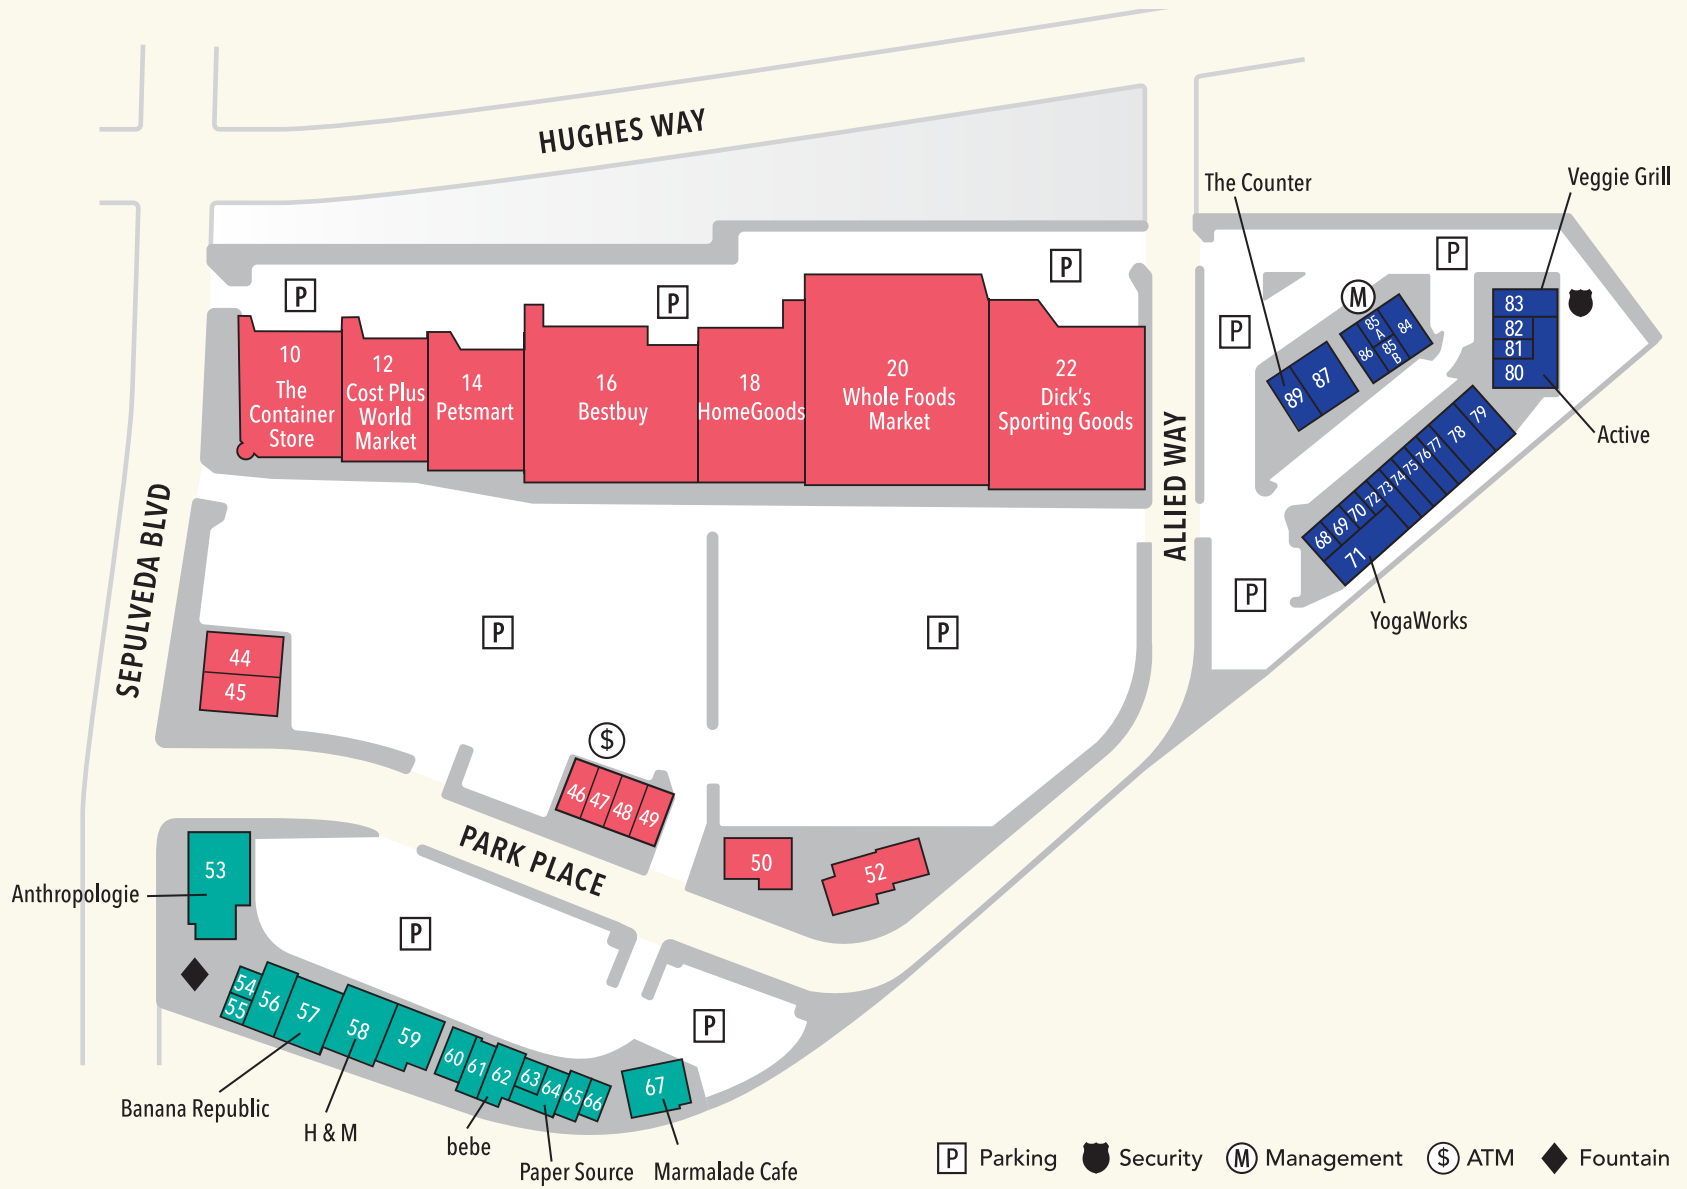 HUGHES WAY
The Counter
Veggie Grill
P
P
P
P
P
M
83
82
81
80
84
85
A
85
B
86
87
89
Active
10
The
Container
Store
12
Cost Plus
World
Market
14
Petsmart
16
Bestbuy
18
HomeGoods
20
Whole Foods
Market
22
Dick's
Sporting Goods
ALLIED WAY
79
78
77
76
75
74
73
72
70
69
68
71
YogaWorks
P
SEPULVEDA BLVD
P
P
44
45
$
46
47
48
49
PARK PLACE
50
52
53
Anthropologie
P
54
55
56
57
58
59
60
61
62
63
64
65
66
67
P
Banana Republic
H & M
bebe
Paper Source
Marmalade Cafe
P Parking
Security
M Management
$ ATM
Fountain